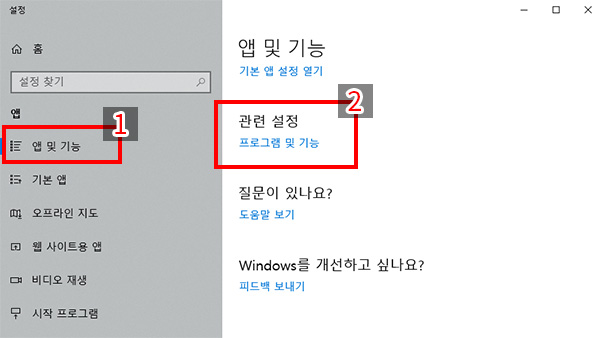 설정
홈
설정 찾기
앱
1
앱 및 기능
기본 앱
오프라인 지도
웹 사이트용 앱
비디오 재생
시작 프로그램
앱 및 기능
기본 앱 설정 열기
2
관련 설정
프로그램 및 기능
질문이 있나요?
도움말 보기
Windows를 개선하고 싶나요?
피드백 보내기